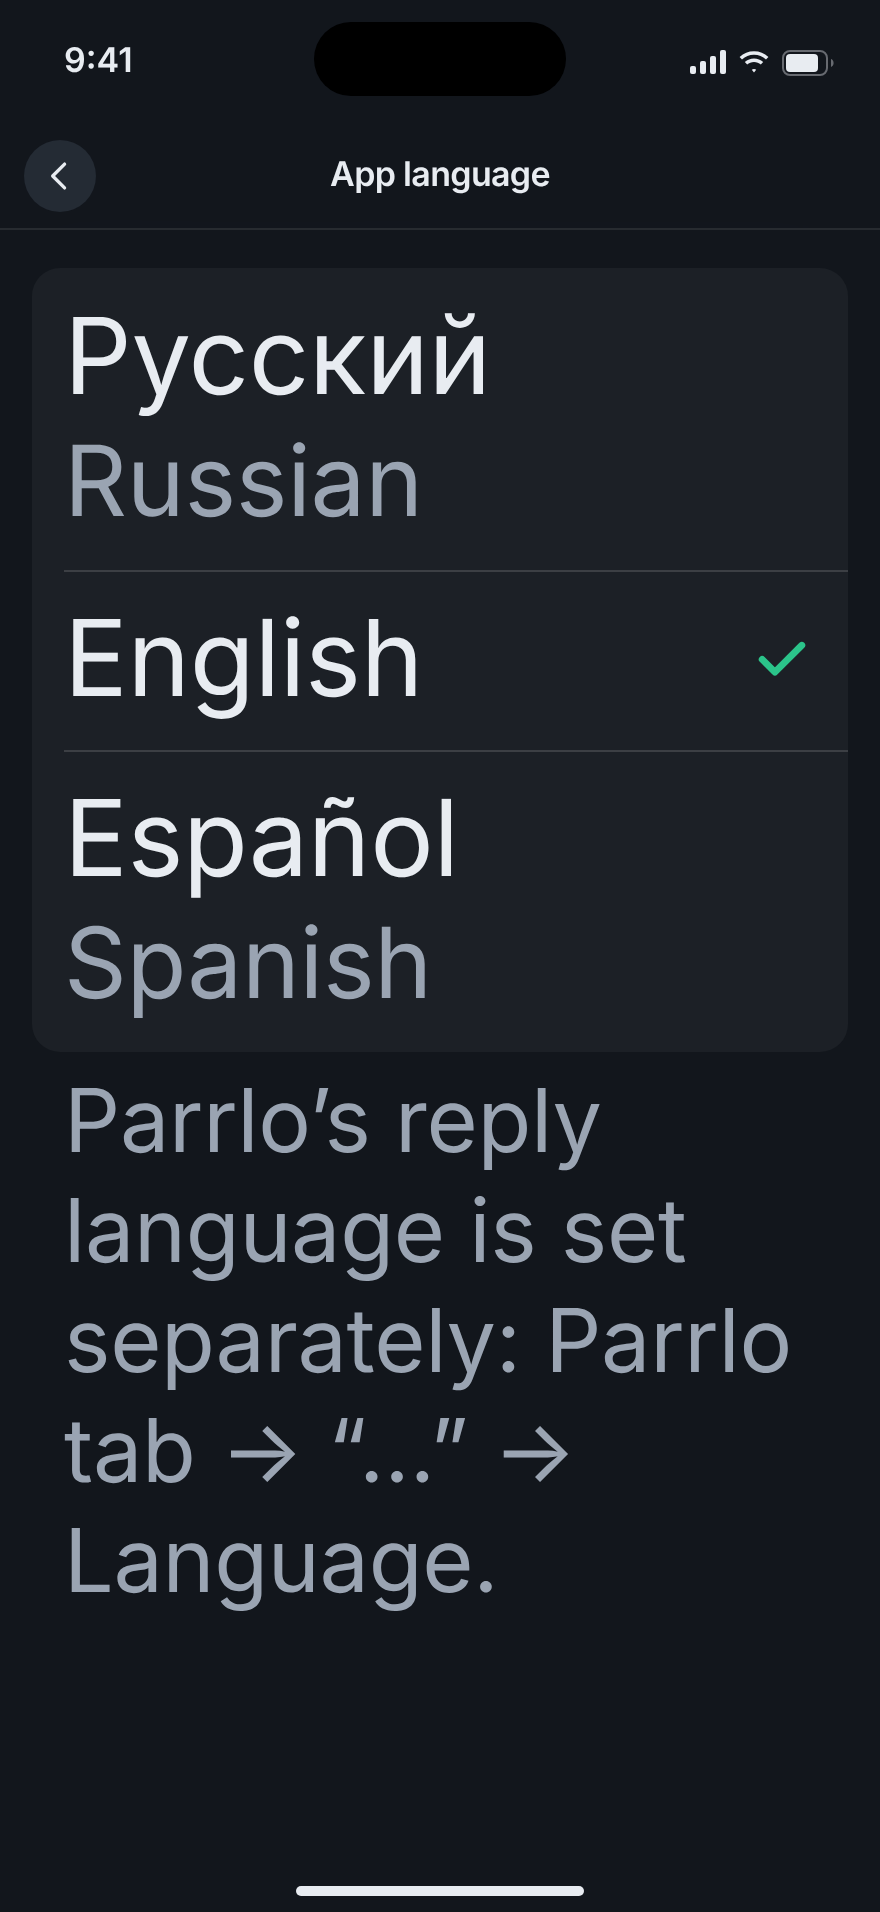 9:41
App language
Русский
Russian
English
Español
Spanish
Parrlo’s reply
language is set
separately: Parrlo
tab → “…” →
Language.